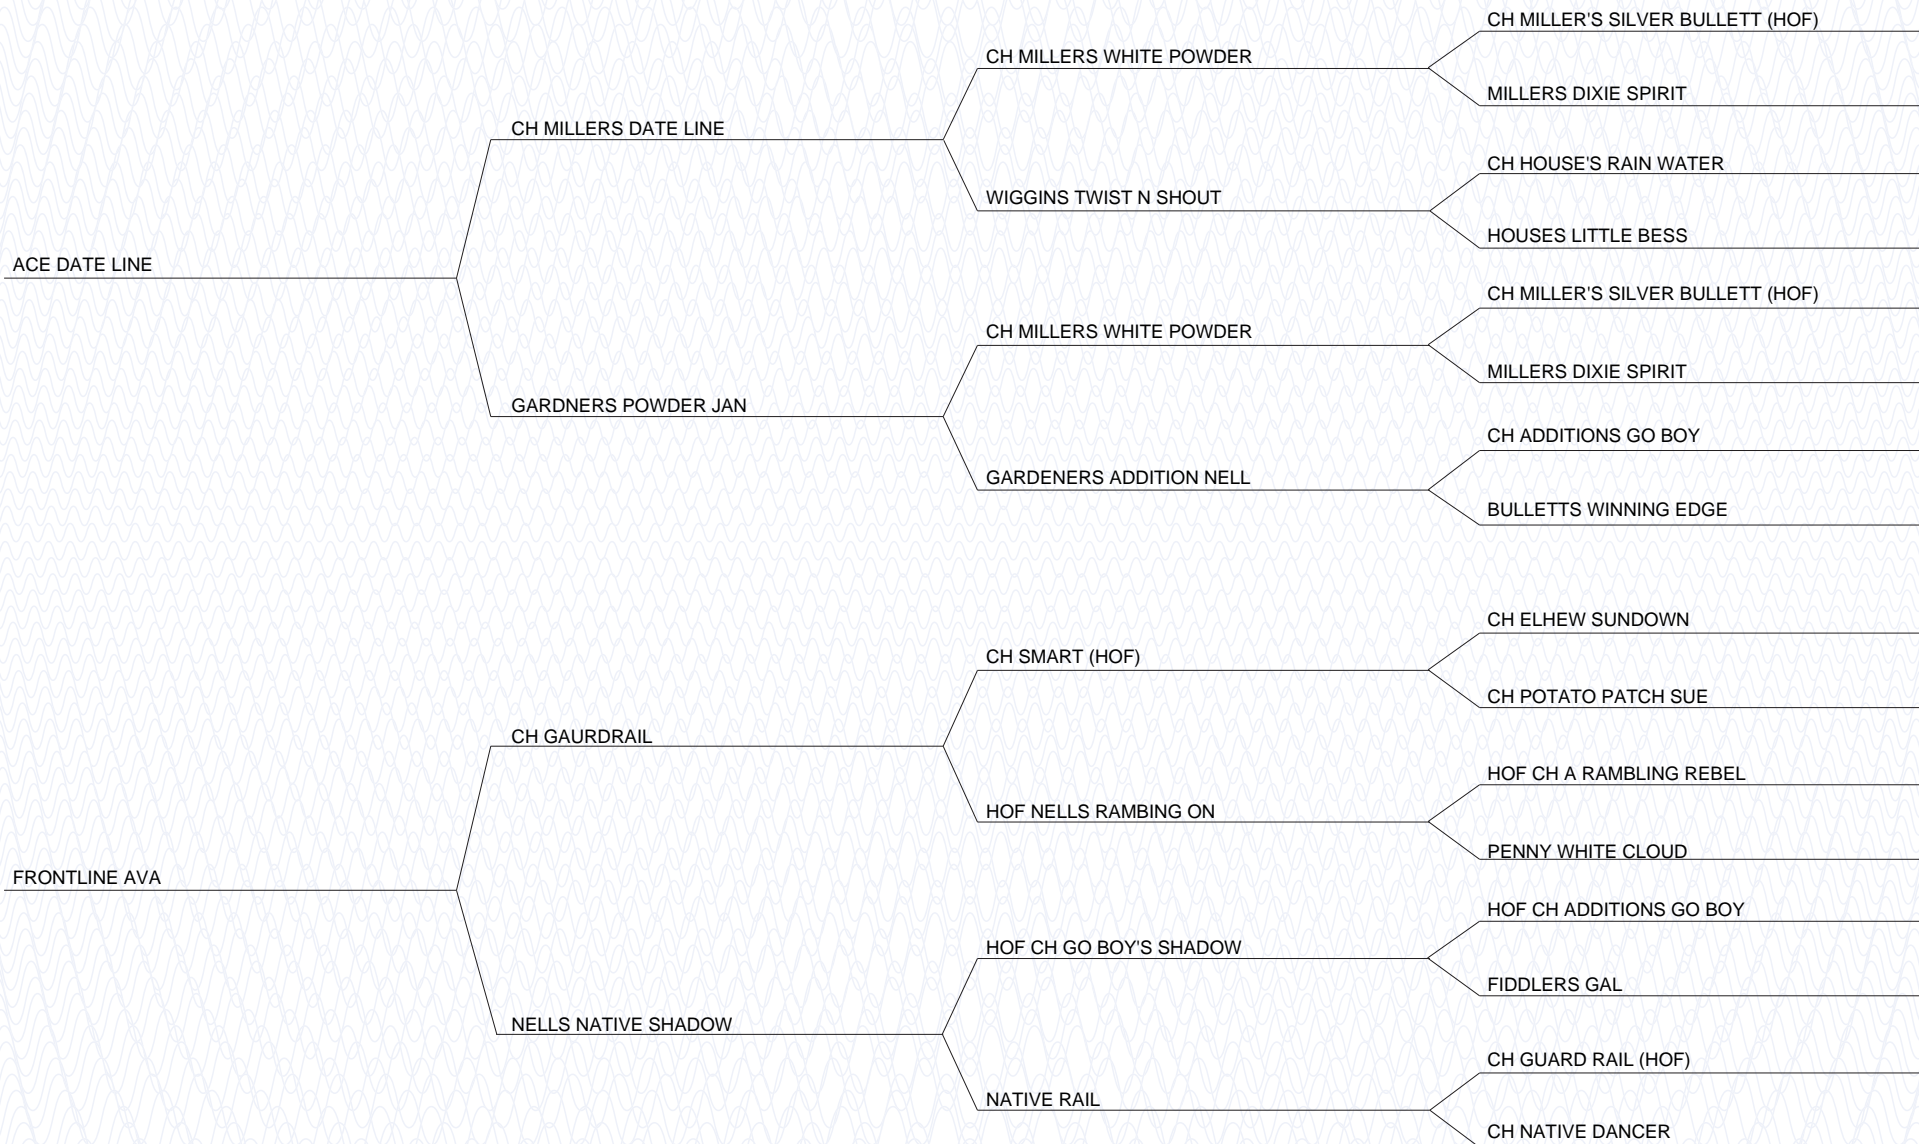 CH MILLER'S SILVER BULLETT (HOF)
CH MILLERS WHITE POWDER
MILLERS DIXIE SPIRIT
CH MILLERS DATE LINE
CH HOUSE'S RAIN WATER
WIGGINS TWIST N SHOUT
HOUSES LITTLE BESS
ACE DATE LINE
CH MILLER'S SILVER BULLETT (HOF)
CH MILLERS WHITE POWDER
MILLERS DIXIE SPIRIT
GARDNERS POWDER JAN
CH ADDITIONS GO BOY
GARDENERS ADDITION NELL
BULLETTS WINNING EDGE
CH ELHEW SUNDOWN
CH SMART (HOF)
CH POTATO PATCH SUE
CH GAURDRAIL
HOF CH A RAMBLING REBEL
HOF NELLS RAMBING ON
PENNY WHITE CLOUD
FRONTLINE AVA
HOF CH ADDITIONS GO BOY
HOF CH GO BOY'S SHADOW
FIDDLERS GAL
NELLS NATIVE SHADOW
CH GUARD RAIL (HOF)
NATIVE RAIL
CH NATIVE DANCER